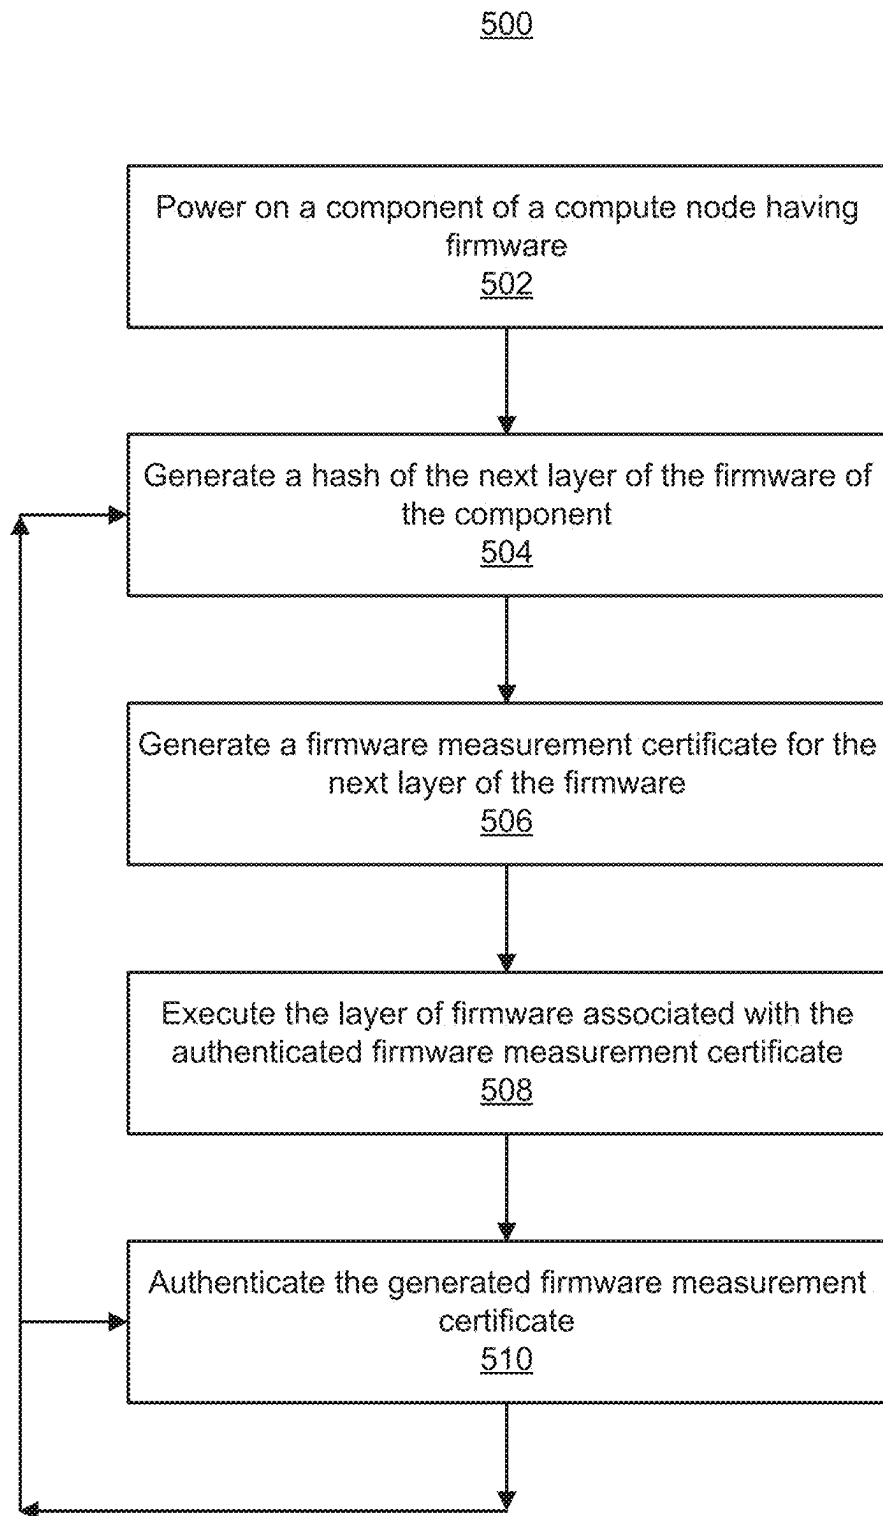 500
Power on a component of a compute node having
firmware
502
Generate a hash of the next layer of the firmware of
the component
504
Generate a firmware measurement certificate for the
next layer of the firmware
506
Execute the layer of firmware associated with the
authenticated firmware measurement certificate
508
Authenticate the generated firmware measurement
certificate
510